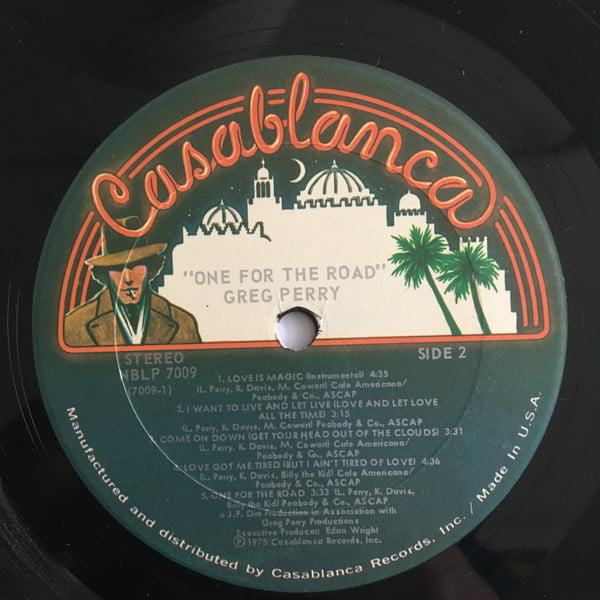 Casablanca
"ONE FOR THE ROAD"
GREG PERRY
STEREO
NBLP 7009
(7009-1)
SIDE 2
1. LOVE IS MAGIC (Instrumental) 4:35
(L. Perry, K. Davis, M. Cowart) Cafe Americana/
Peabody & Co., ASCAP
2. I WANT TO LIVE AND LET LIVE (LOVE AND LET LOVE
ALL THE TIME) 3:15
(L. Perry, K. Davis, M. Cowart) Peabody & Co., ASCAP
3. COME ON DOWN (GET YOUR HEAD OUT OF THE CLOUDS) 3:31
(L. Perry, K. Davis, M. Cowart) Cafe Americana/
Peabody & Co., ASCAP
4. LOVE GOT ME TIRED (BUT I AIN'T TIRED OF LOVE) 4:36
(L. Perry, K. Davis, Billy the Kid) Cafe Americana/
Peabody & Co., ASCAP
5. ONE FOR THE ROAD 3:33 (L. Perry, K. Davis,
Billy the Kid) Peabody & Co., ASCAP
a J.P. Din Production in Association with
Greg Perry Productions
Executive Producer: Edna Wright
Ⓟ1975 Casablanca Records, Inc.
Manufactured and distributed by Casablanca Records, Inc. / Made in U.S.A.